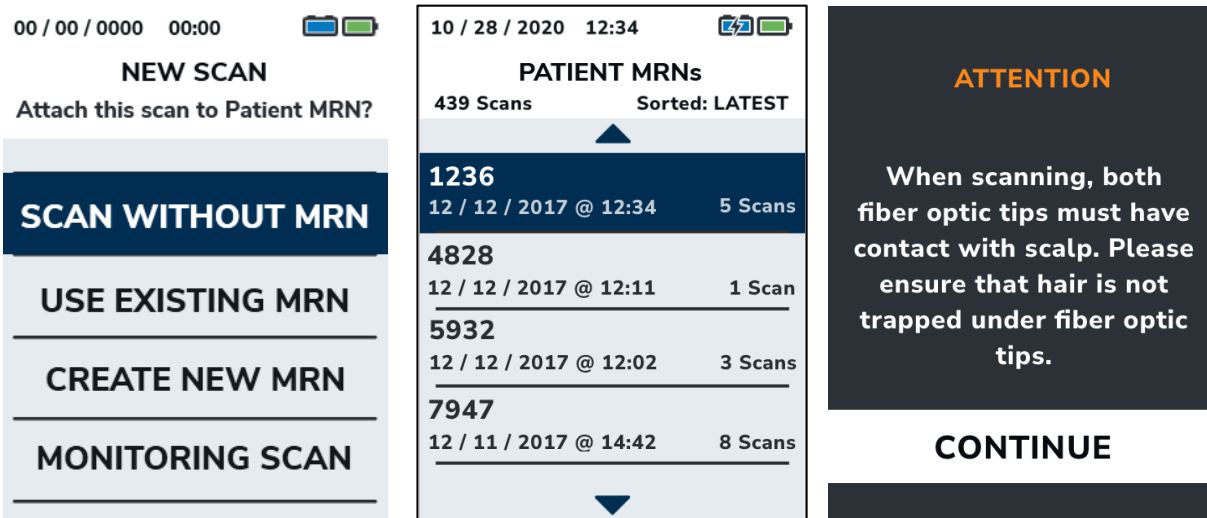 00 / 00 / 0000 00:00
NEW SCAN
Attach this scan to Patient MRN?
SCAN WITHOUT MRN
USE EXISTING MRN
CREATE NEW MRN
MONITORING SCAN
10 / 28 / 2020 12:34
PATIENT MRNs
439 Scans Sorted: LATEST
1236
12 / 12 / 2017 @ 12:34 5 Scans
4828
12 / 12 / 2017 @ 12:11 1 Scan
5932
12 / 12 / 2017 @ 12:02 3 Scans
7947
12 / 11 / 2017 @ 14:42 8 Scans
ATTENTION
When scanning, both
fiber optic tips must have
contact with scalp. Please
ensure that hair is not
trapped under fiber optic
tips.
CONTINUE